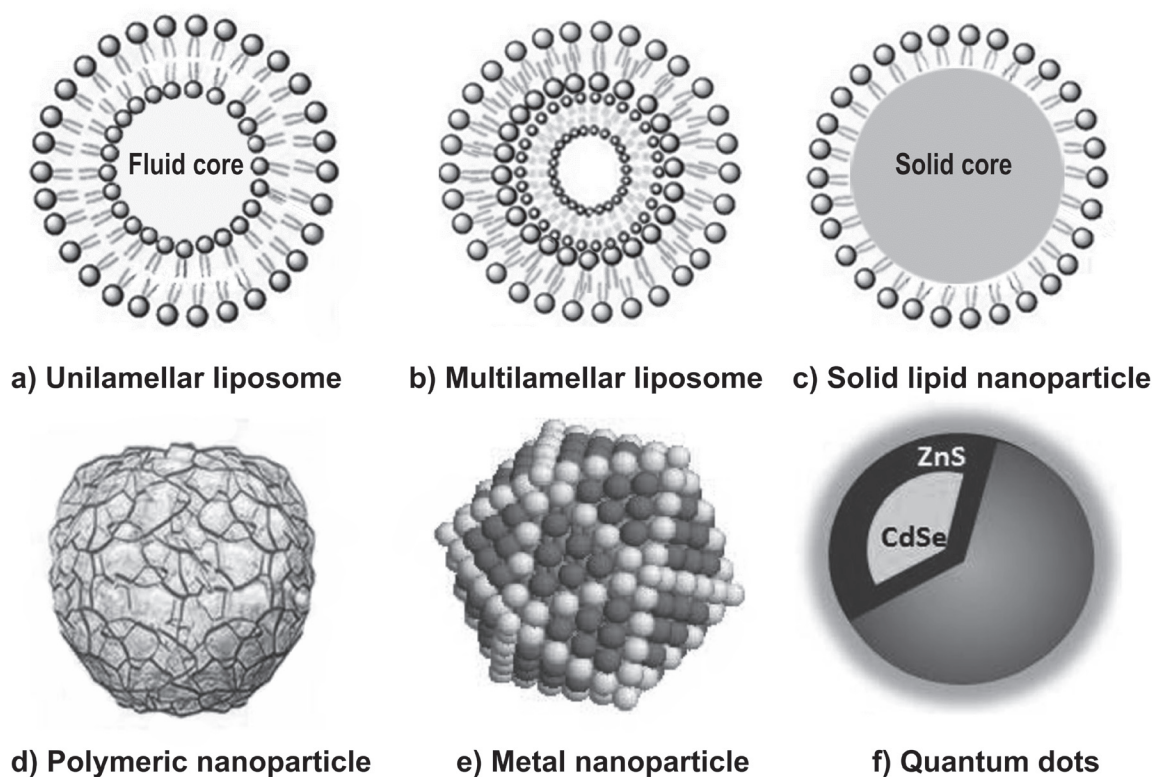 Fluid core
Solid core
a) Unilamellar liposome
b) Multilamellar liposome
c) Solid lipid nanoparticle
ZnS
CdSe
d) Polymeric nanoparticle
e) Metal nanoparticle
f) Quantum dots